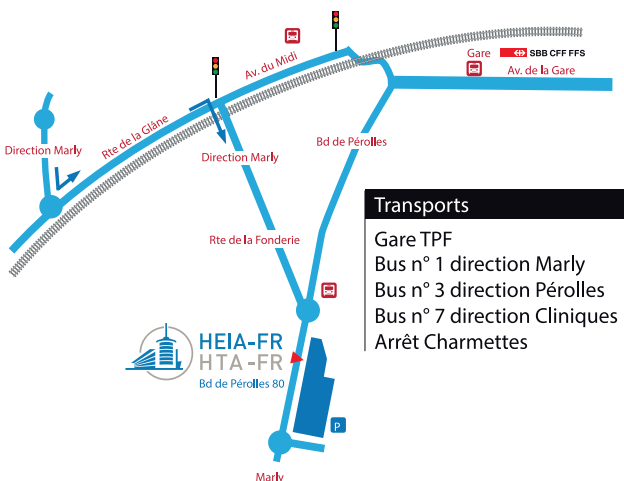 Gare SBB CFF FFS
Av. de la Gare
Av. du Midi
Rte de la Glâne
Direction Marly
Direction Marly
Bd de Pérolles
Rte de la Fonderie
Transports
Gare TPF
Bus n° 1 direction Marly
Bus n° 3 direction Pérolles
Bus n° 7 direction Cliniques
Arrêt Charmettes
HEIA-FR
HTA-FR
Bd de Pérolles 80
P
Marly